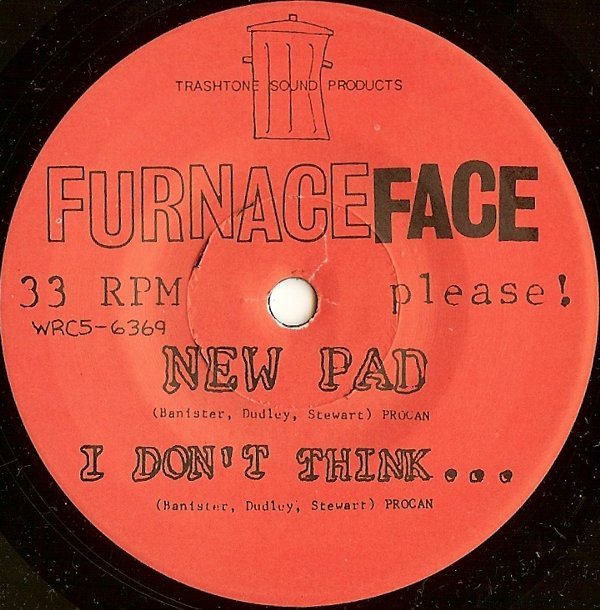 TRASHTONE SOUND PRODUCTS
FURNACEFACE
33 RPM please!
WRC5-6369
NEW PAD
(Banister, Dudley, Stewart) PROCAN
I DON'T THINK...
(Banister, Dudley, Stewart) PROCAN